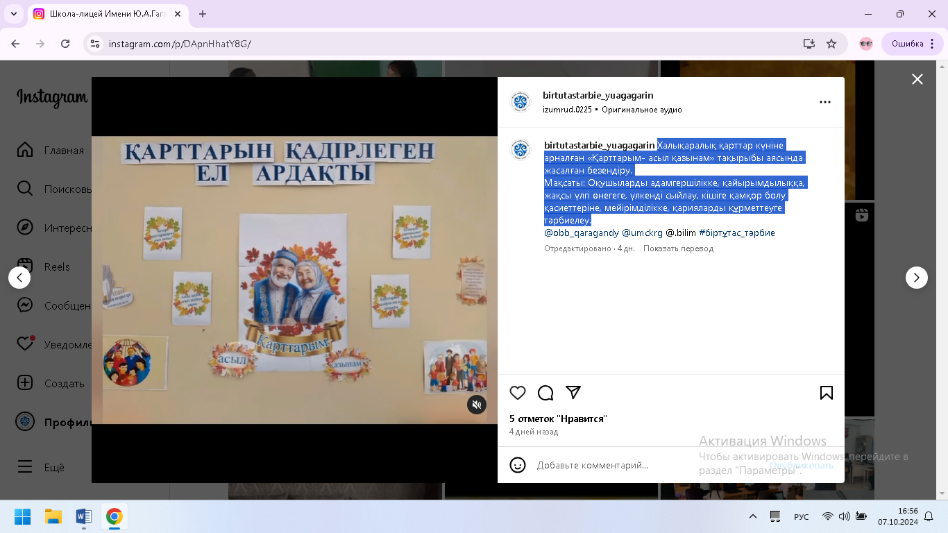 Школа-лицей Имени Ю.А.Гаг
instagram.com/p/DApnHhatY8G/
Ошибка
Instagram
Главная
Поисковы
Интересн
Reels
Сообщен
Уведомле
Создать
Профил
Ещё
ҚАРТТАРЫН ҚАДІРЛЕГЕН
ЕЛ АРДАҚТЫ
асыл
Қарттарым
қазынам
birtutastarbie_yuagagarin
izumrud.0225 • Оригинальное аудио
birtutastarbie_yuagagarin Халықаралық қарттар күніне
арналған «Қарттарым- асыл қазынам» тақырыбы аясында
жасалған безендіру.
Мақсаты: Оқушыларды адамгершілікке, қайырымдылыққа,
жақсы үлгі өнегеге, үлкенді сыйлау, кішіге қамқор болу
қасиеттеріне, мейірімділікке, қарияларды құрметтеуге
тәрбиелеу.
@obb_qaragandy @umckrg @.bilim #біртұтас_тәрбие
Отредактировано · 4 дн. Показать перевод
5 отметок "Нравится"
4 дней назад
Добавьте комментарий...
Опубликовать
Активация Windows
Чтобы активировать Windows, перейдите в
раздел "Параметры".
РУС
16:56
07.10.2024